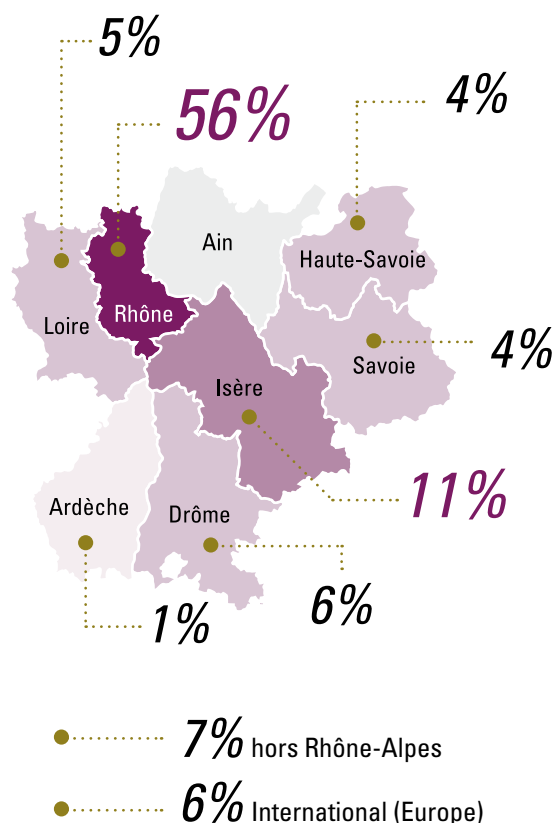 5%
56%
4%
Ain
Haute-Savoie
Rhône
Loire
4%
Savoie
Isère
11%
Ardèche
Drôme
6%
1%
7% hors Rhône-Alpes
6% International (Europe)